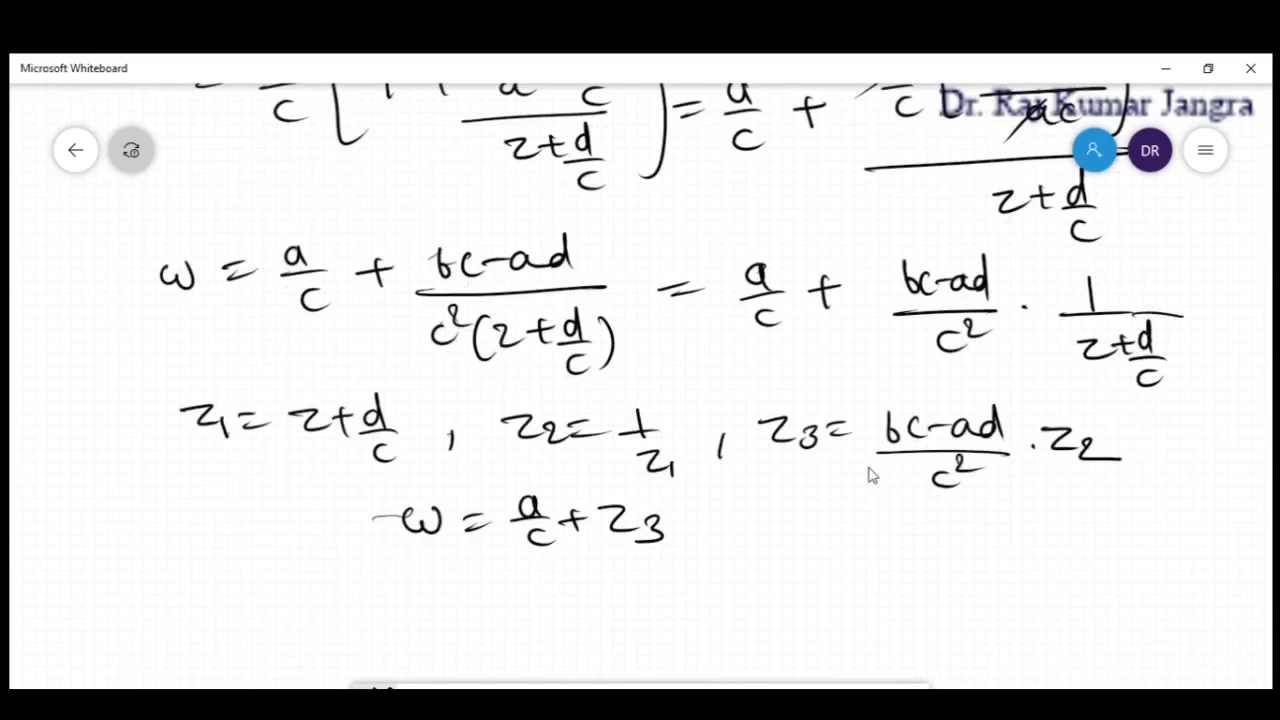 Microsoft Whiteboard
Dr. Raj Kumar Jangra
DR
z+d/c = a/c +
z+d/c
ω = a/c + bc-ad/c²(z+d/c) = a/c + bc-ad/c² · 1/z+d/c
z₁ = z+d/c , z₂ = 1/z₁ , z₃ = bc-ad/c² · z₂
ω = a/c + z₃